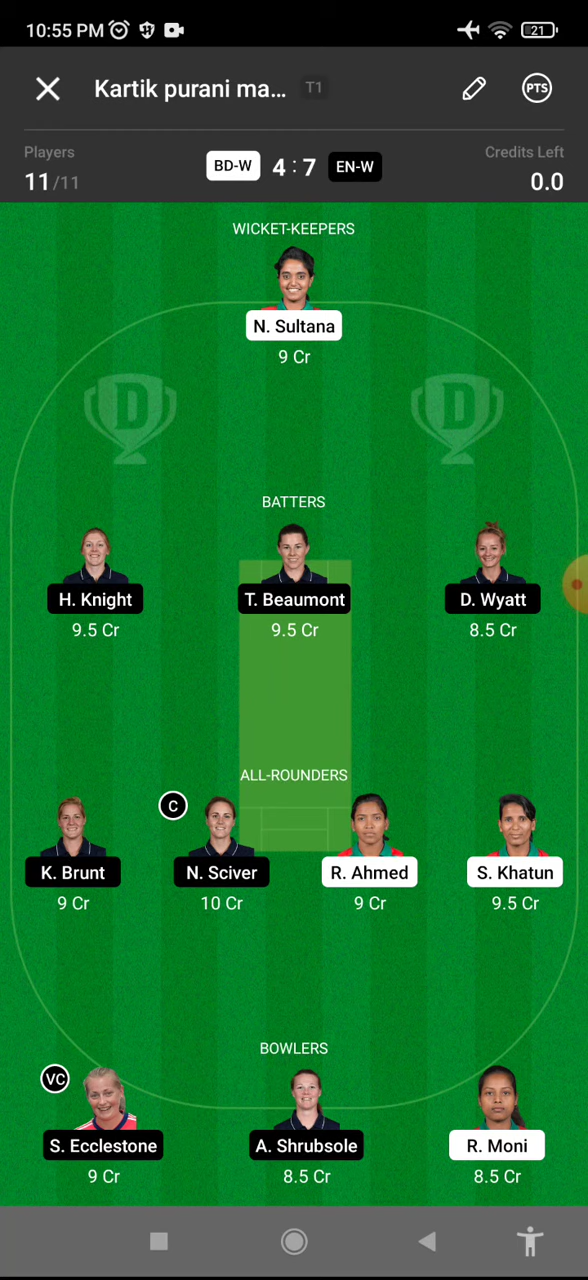 10:55 PM
21
Kartik purani ma... T1
PTS
Players
Credits Left
11/11
BD-W 4 : 7 EN-W
0.0
WICKET-KEEPERS
N. Sultana
9 Cr
D D
BATTERS
H. Knight T. Beaumont D. Wyatt
9.5 Cr 9.5 Cr 8.5 Cr
ALL-ROUNDERS
C
K. Brunt N. Sciver R. Ahmed S. Khatun
9 Cr 10 Cr 9 Cr 9.5 Cr
BOWLERS
VC
S. Ecclestone A. Shrubsole R. Moni
9 Cr 8.5 Cr 8.5 Cr